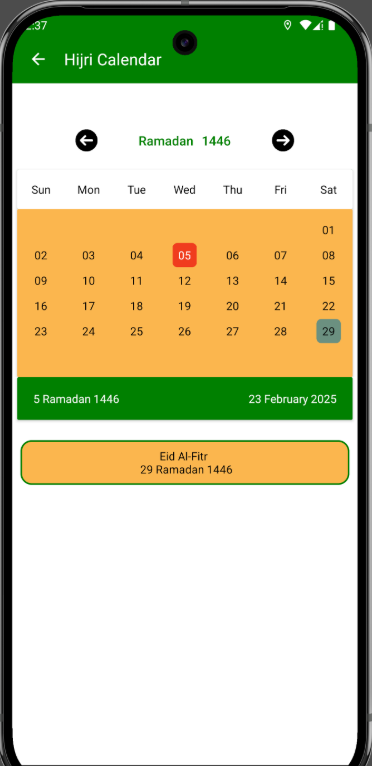 :37
Hijri Calendar
Ramadan 1446
Sun Mon Tue Wed Thu Fri Sat
01
02 03 04 05 06 07 08
09 10 11 12 13 14 15
16 17 18 19 20 21 22
23 24 25 26 27 28 29
5 Ramadan 1446 23 February 2025
Eid Al-Fitr
29 Ramadan 1446